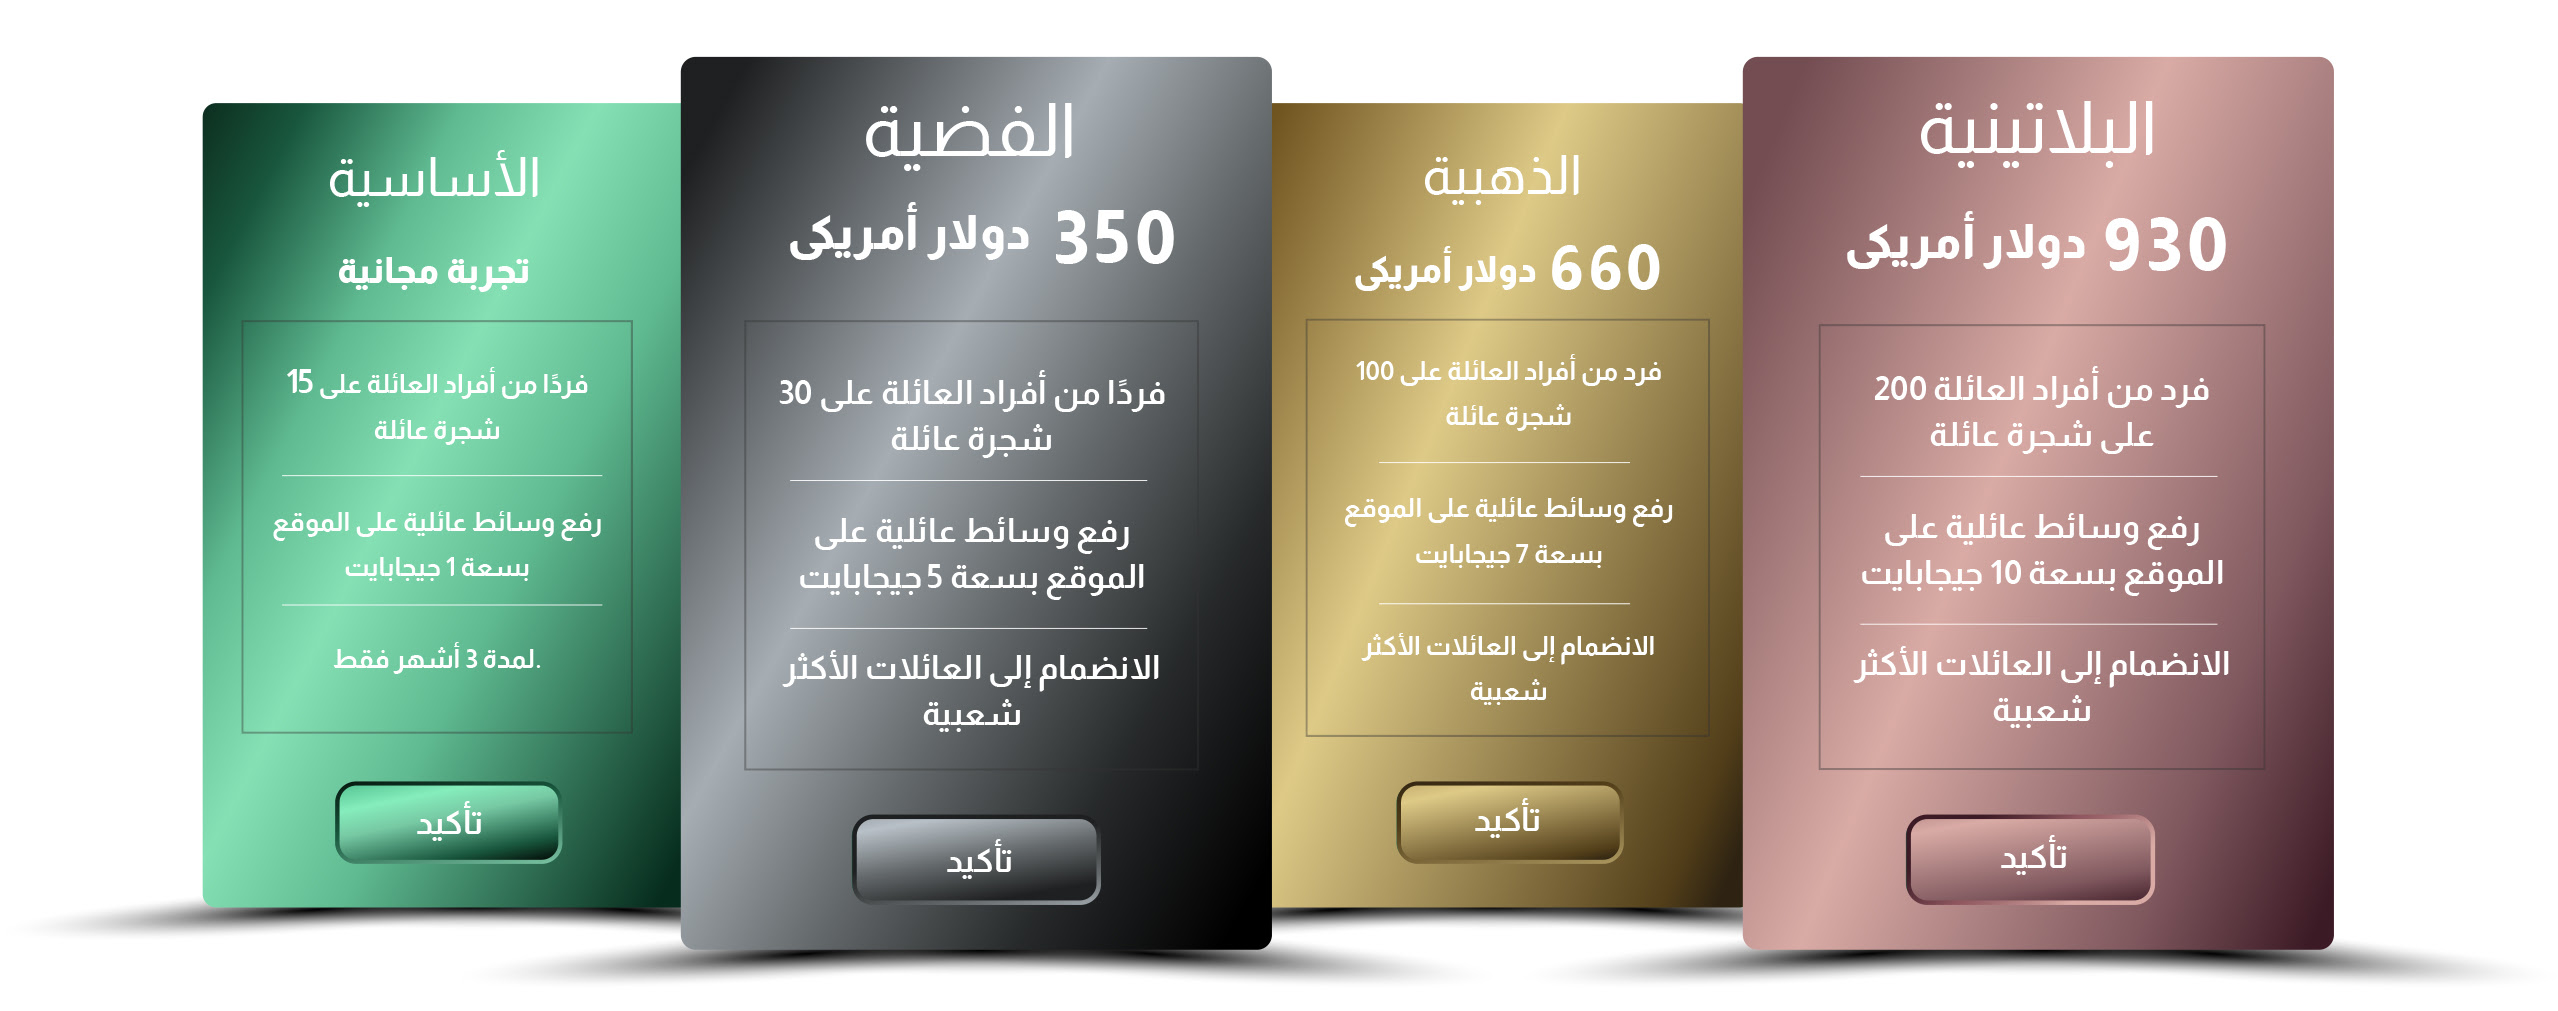 الأساسية
تجربة مجانية
فردًا من أفراد العائلة على 15
شجرة عائلة
رفع وسائط عائلية على الموقع
بسعة 1 جيجابايت
.لمدة 3 أشهر فقط
تأكيد
الفضية
350 دولار أمريكى
فردًا من أفراد العائلة على 30
شجرة عائلة
رفع وسائط عائلية على
الموقع بسعة 5 جيجابايت
الانضمام إلى العائلات الأكثر
شعبية
تأكيد
الذهبية
660 دولار أمريكى
فرد من أفراد العائلة على 100
شجرة عائلة
رفع وسائط عائلية على الموقع
بسعة 7 جيجابايت
الانضمام إلى العائلات الأكثر
شعبية
تأكيد
البلاتينية
930 دولار أمريكى
فرد من أفراد العائلة 200
على شجرة عائلة
رفع وسائط عائلية على
الموقع بسعة 10 جيجابايت
الانضمام إلى العائلات الأكثر
شعبية
تأكيد